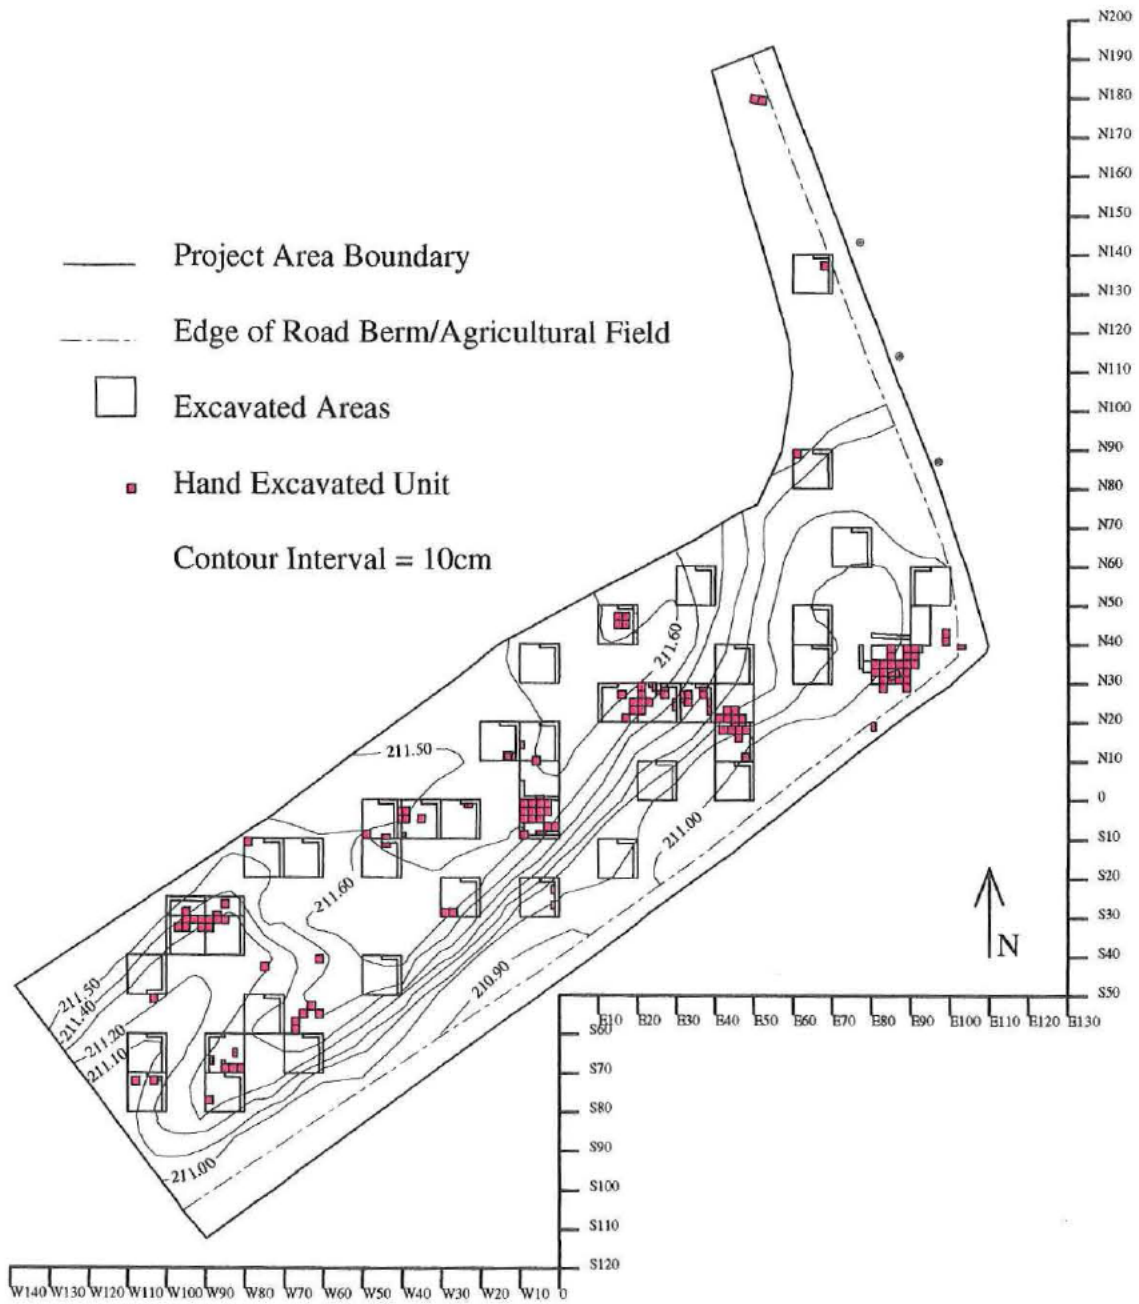 N200
N190
N180
N170
N160
N150
N140
N130
N120
N110
N100
N90
N80
N70
N60
N50
N40
N30
N20
N10
0
S10
S20
S30
S40
S50
Project Area Boundary
Edge of Road Berm/Agricultural Field
Excavated Areas
Hand Excavated Unit
Contour Interval = 10cm
211.60
211.50
211.00
211.60
N
211.50
211.40
211.20
211.10
210.90
211.00
E10 E20 E30 E40 E50 E60 E70 E80 E90 E100 E110 E120 E130
S60
S70
S80
S90
S100
S110
S120
W140 W130 W120 W110 W100 W90 W80 W70 W60 W50 W40 W30 W20 W10 0